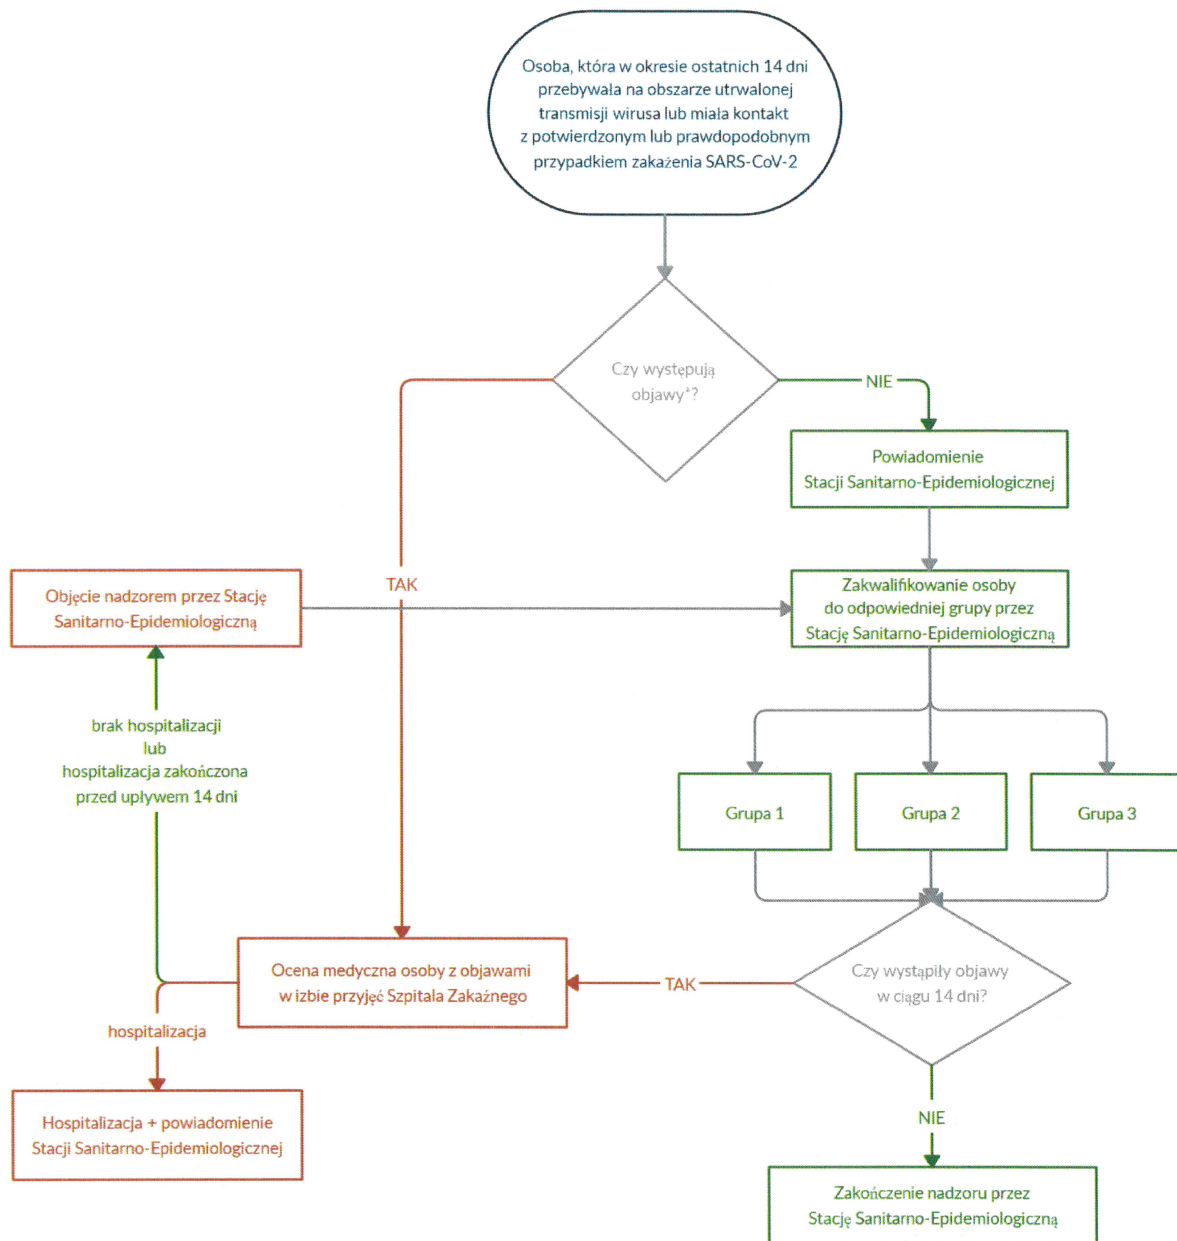 Osoba, która w okresie ostatnich 14 dni
przebywała na obszarze utrwalonej
transmisji wirusa lub miała kontakt
z potwierdzonym lub prawdopodobnym
przypadkiem zakażenia SARS-CoV-2
Czy występują
objawy*?
NIE
Powiadomienie
Stacji Sanitarno-Epidemiologicznej
TAK
Objęcie nadzorem przez Stację
Sanitarno-Epidemiologiczną
Zakwalifikowanie osoby
do odpowiedniej grupy przez
Stację Sanitarno-Epidemiologiczną
brak hospitalizacji
lub
hospitalizacja zakończona
przed upływem 14 dni
Grupa 1
Grupa 2
Grupa 3
Ocena medyczna osoby z objawami
w izbie przyjęć Szpitala Zakaźnego
TAK
Czy wystąpiły objawy
w ciągu 14 dni?
hospitalizacja
Hospitalizacja + powiadomienie
Stacji Sanitarno-Epidemiologicznej
NIE
Zakończenie nadzoru przez
Stację Sanitarno-Epidemiologiczną